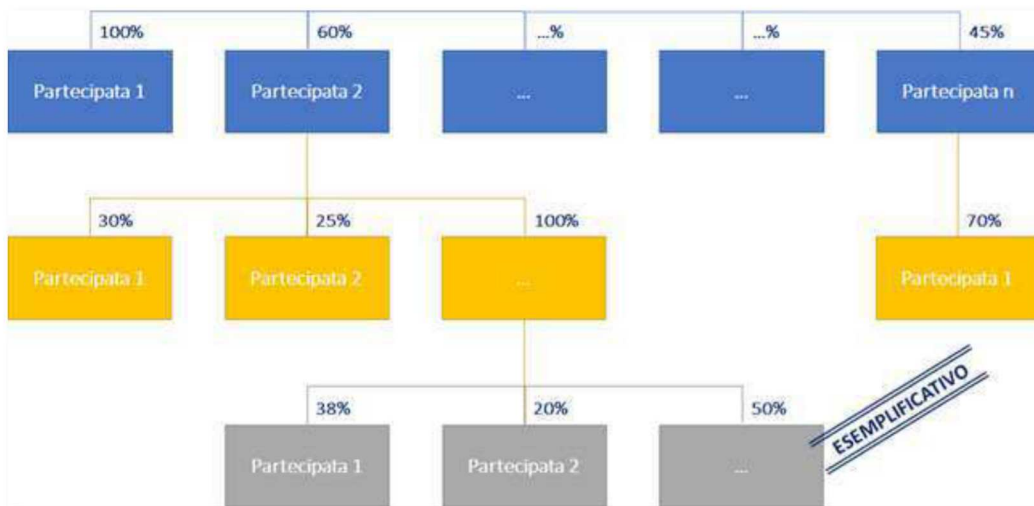 100% 60% ...% ...% 45%
Partecipata 1 Partecipata 2 ... ... Partecipata n
30% 25% 100% 70%
Partecipata 1 Partecipata 2 ... Partecipata 1
38% 20% 50%
Partecipata 1 Partecipata 2 ...
ESEMPLIFICATIVO